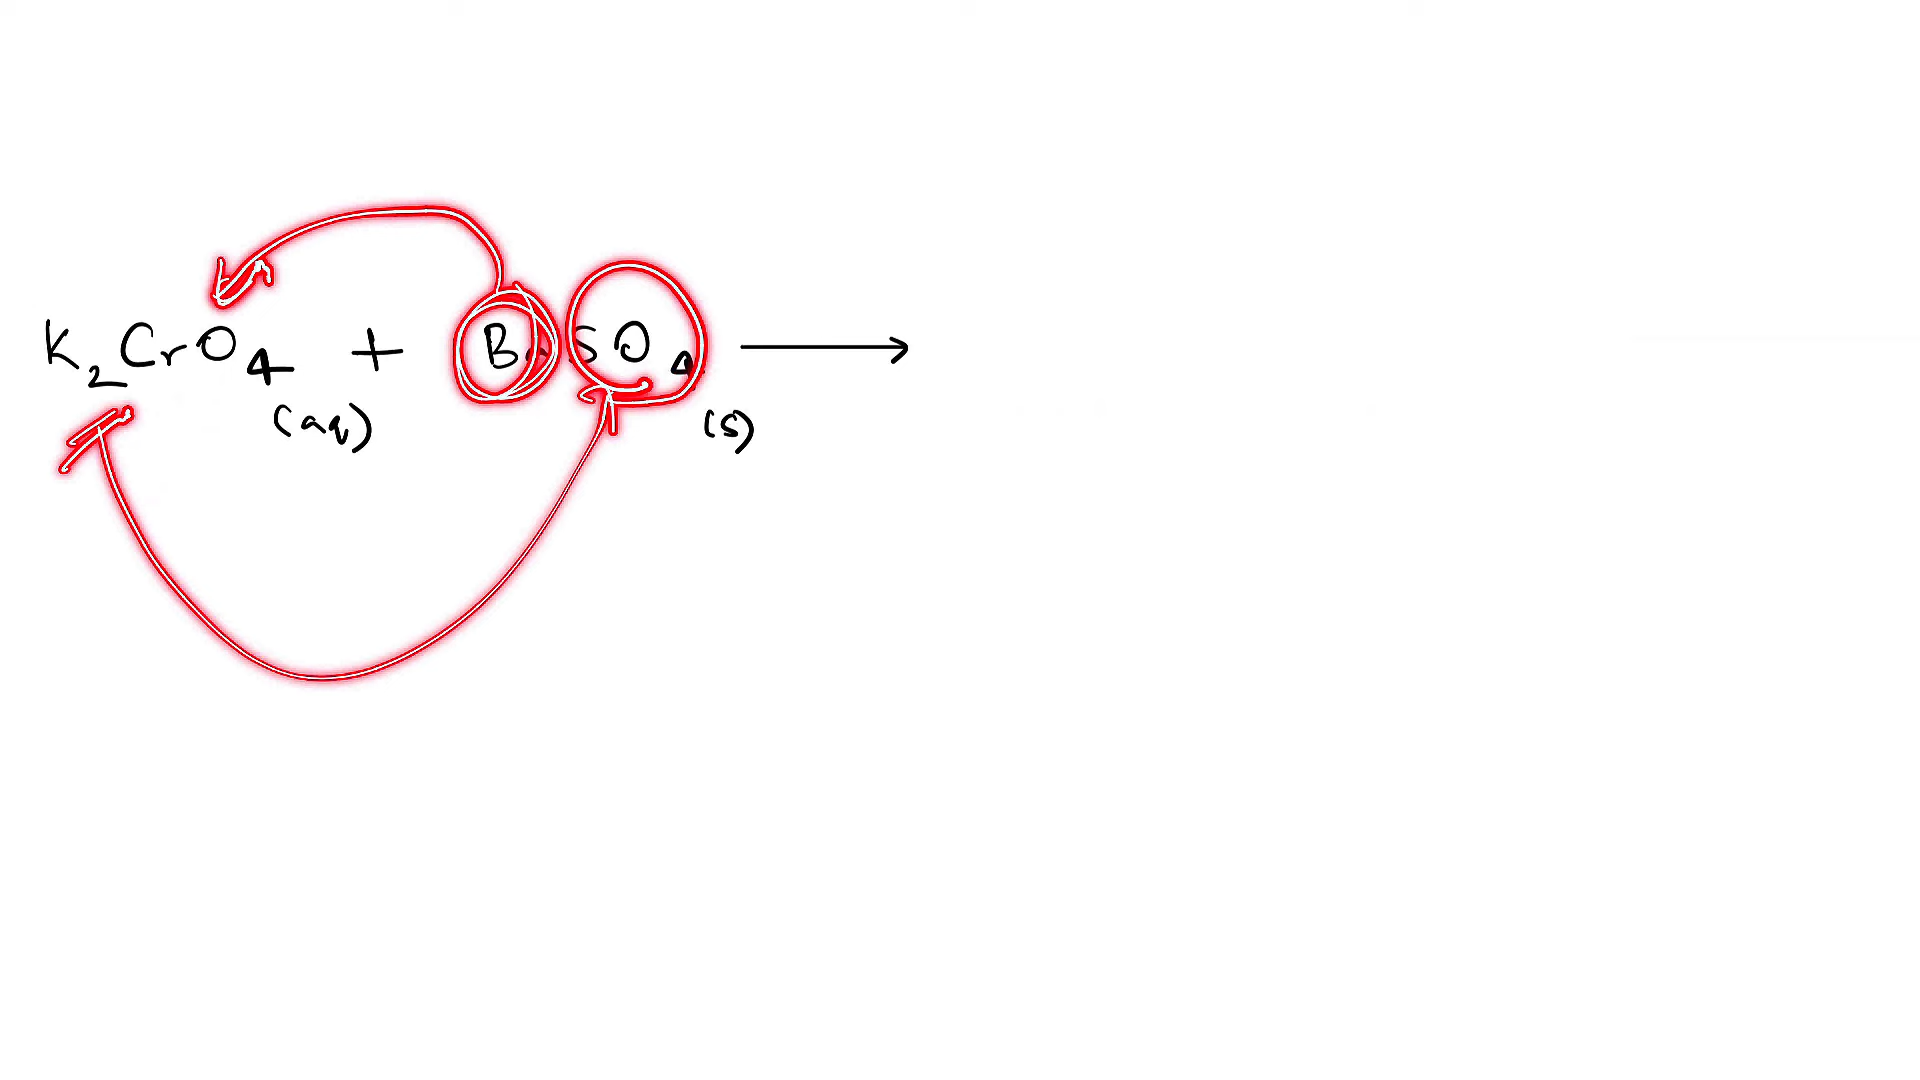 K₂CrO₄ + BaSO₄ ⟶
(aq) (s)